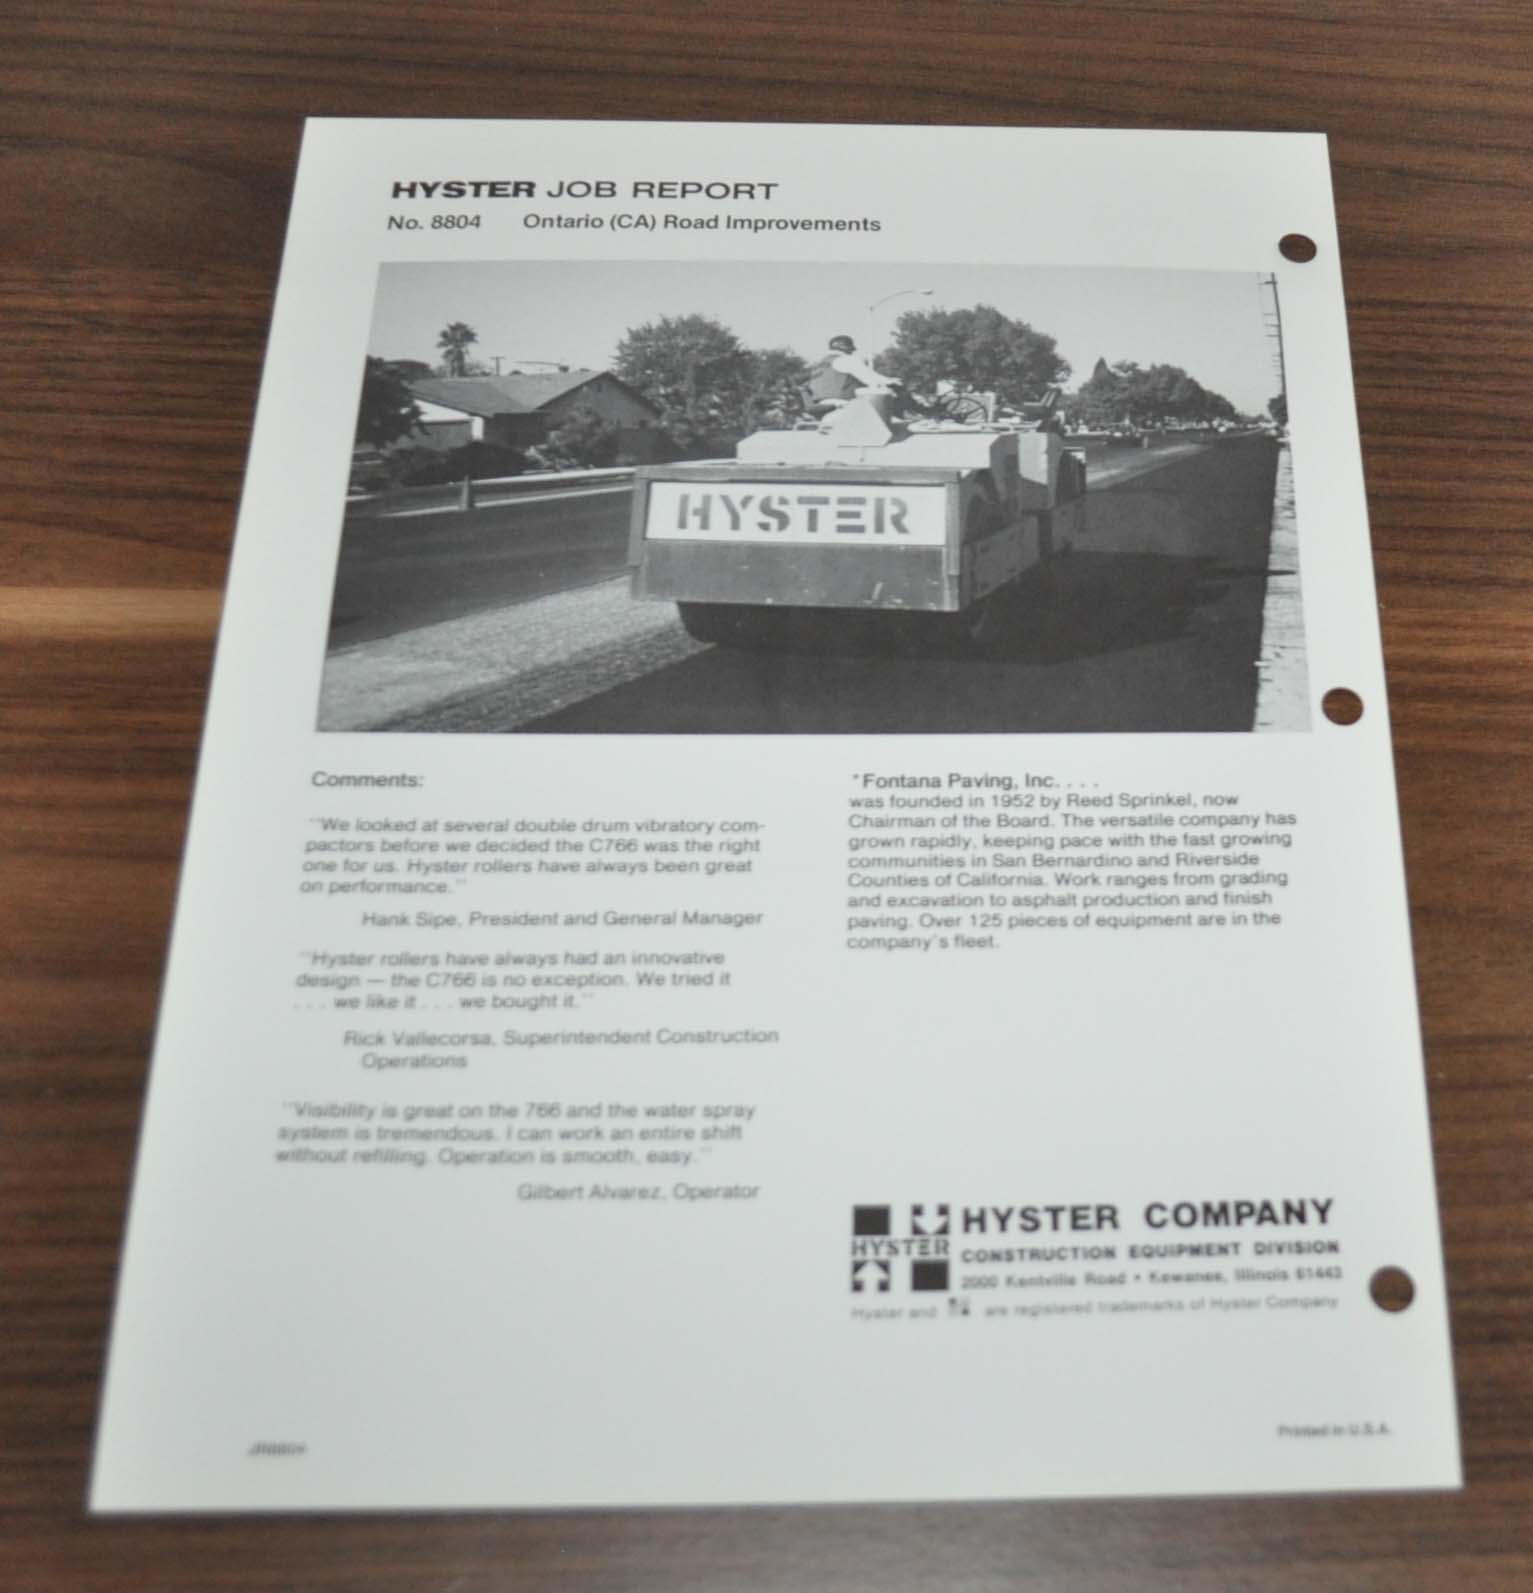 HYSTER JOB REPORT
No. 8804 Ontario (CA) Road Improvements
HYSTER
Comments:
"We looked at several double drum vibratory com-
pactors before we decided the C766 was the right
one for us. Hyster rollers have always been great
on performance."
Hank Sipe, President and General Manager
"Hyster rollers have always had an innovative
design — the C766 is no exception. We tried it
. . . we like it . . . we bought it."
Rick Vallecorsa, Superintendent Construction
Operations
"Visibility is great on the 766 and the water spray
system is tremendous. I can work an entire shift
without refilling. Operation is smooth, easy."
Gilbert Alvarez, Operator
*Fontana Paving, Inc. . . .
was founded in 1952 by Reed Sprinkel, now
Chairman of the Board. The versatile company has
grown rapidly, keeping pace with the fast growing
communities in San Bernardino and Riverside
Counties of California. Work ranges from grading
and excavation to asphalt production and finish
paving. Over 125 pieces of equipment are in the
company's fleet.
HYSTER
HYSTER COMPANY
CONSTRUCTION EQUIPMENT DIVISION
2000 Kentville Road • Kewanee, Illinois 61443
Hyster and are registered trademarks of Hyster Company
JR8804
Printed in U.S.A.